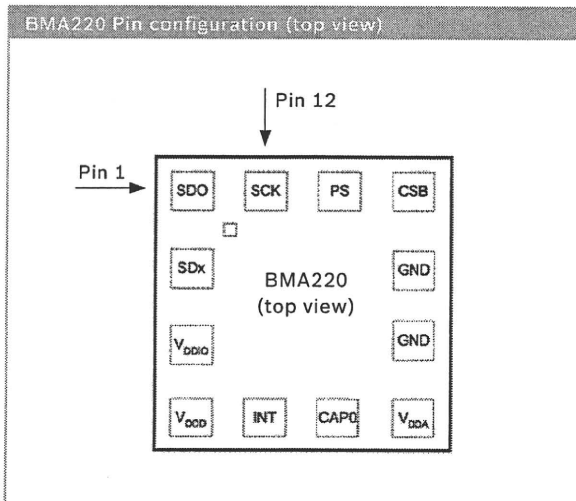 BMA220 Pin configuration (top view)
Pin 12
Pin 1
SDO SCK PS CSB
SDx GND
BMA220
(top view)
VDDIO GND
VDDD INT CAP0 VDDA